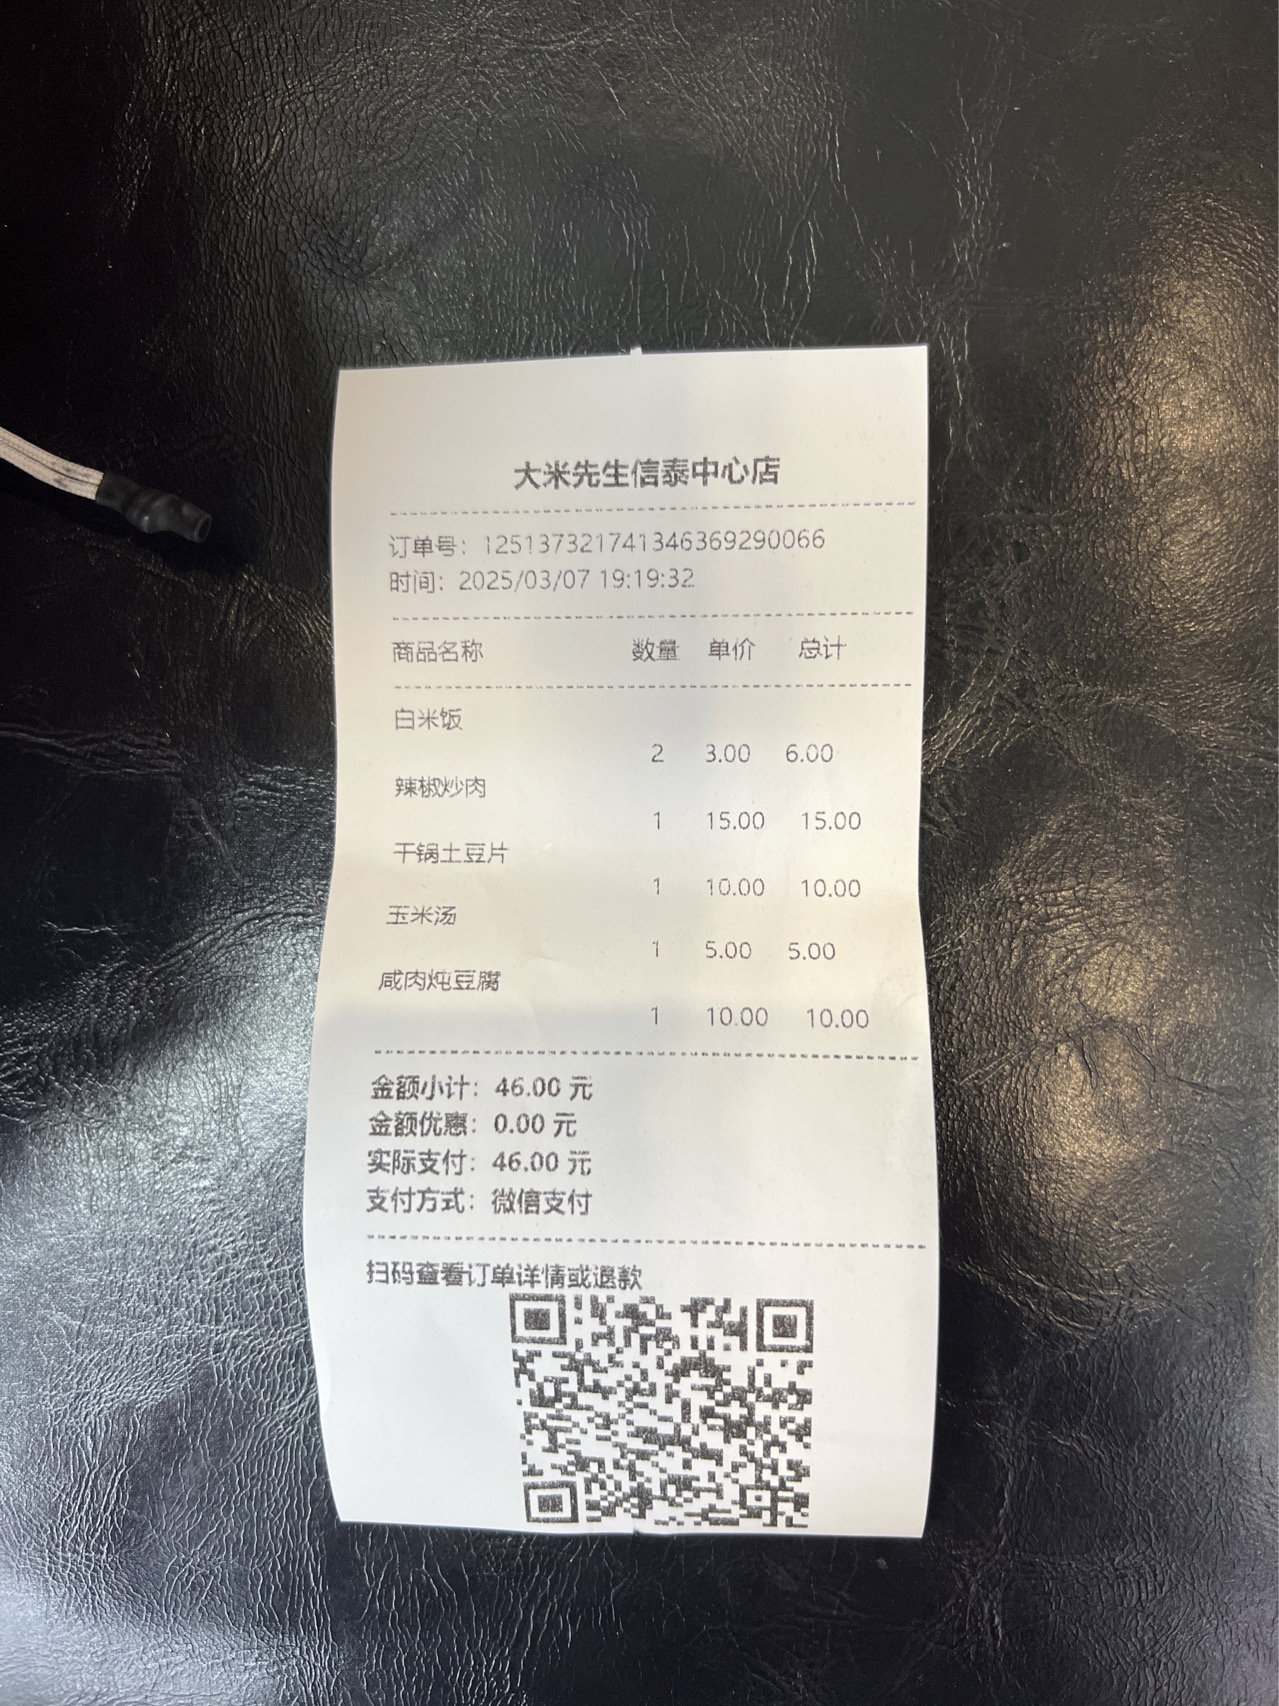 大米先生信泰中心店
订单号：1251373217413463692​90066
时间：2025/03/07 19:19:32
商品名称 数量 单价 总计
白米饭
2 3.00 6.00
辣椒炒肉
1 15.00 15.00
干锅土豆片
1 10.00 10.00
玉米汤
1 5.00 5.00
咸肉炖豆腐
1 10.00 10.00
金额小计：46.00 元
金额优惠：0.00 元
实际支付：46.00 元
支付方式：微信支付
扫码查看订单详情或退款